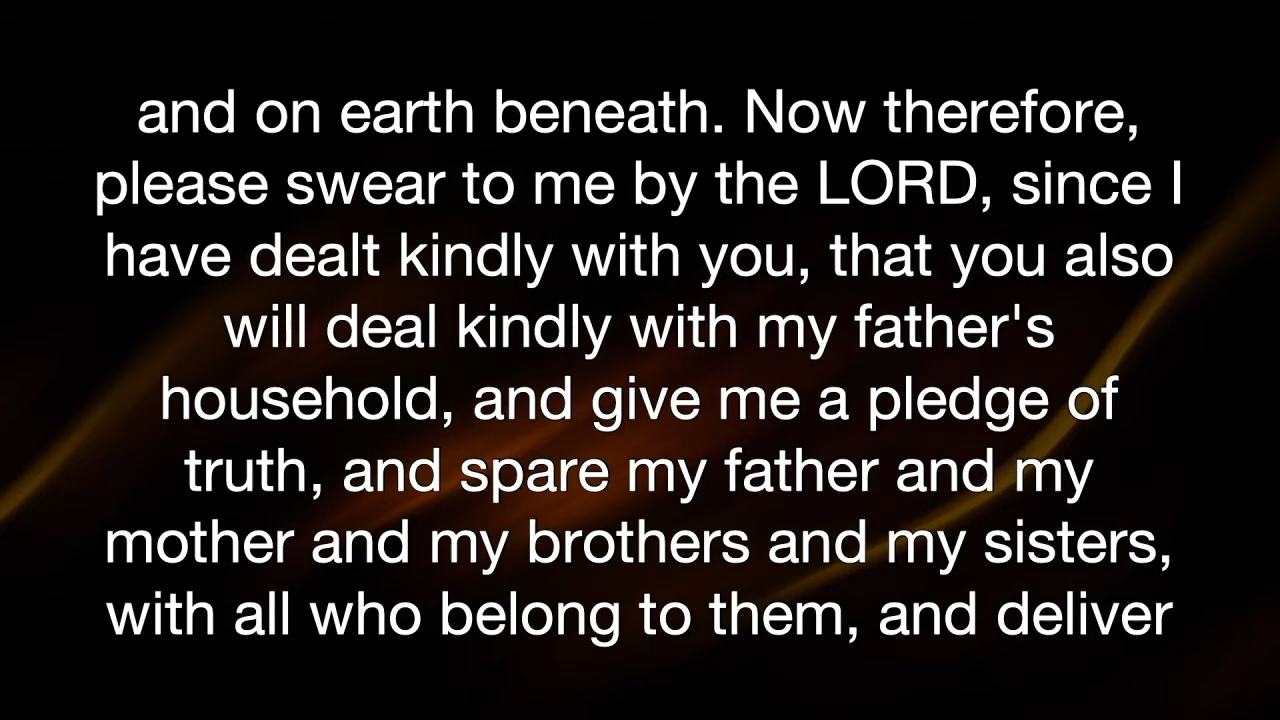 and on earth beneath. Now therefore,
please swear to me by the LORD, since I
have dealt kindly with you, that you also
will deal kindly with my father's
household, and give me a pledge of
truth, and spare my father and my
mother and my brothers and my sisters,
with all who belong to them, and deliver